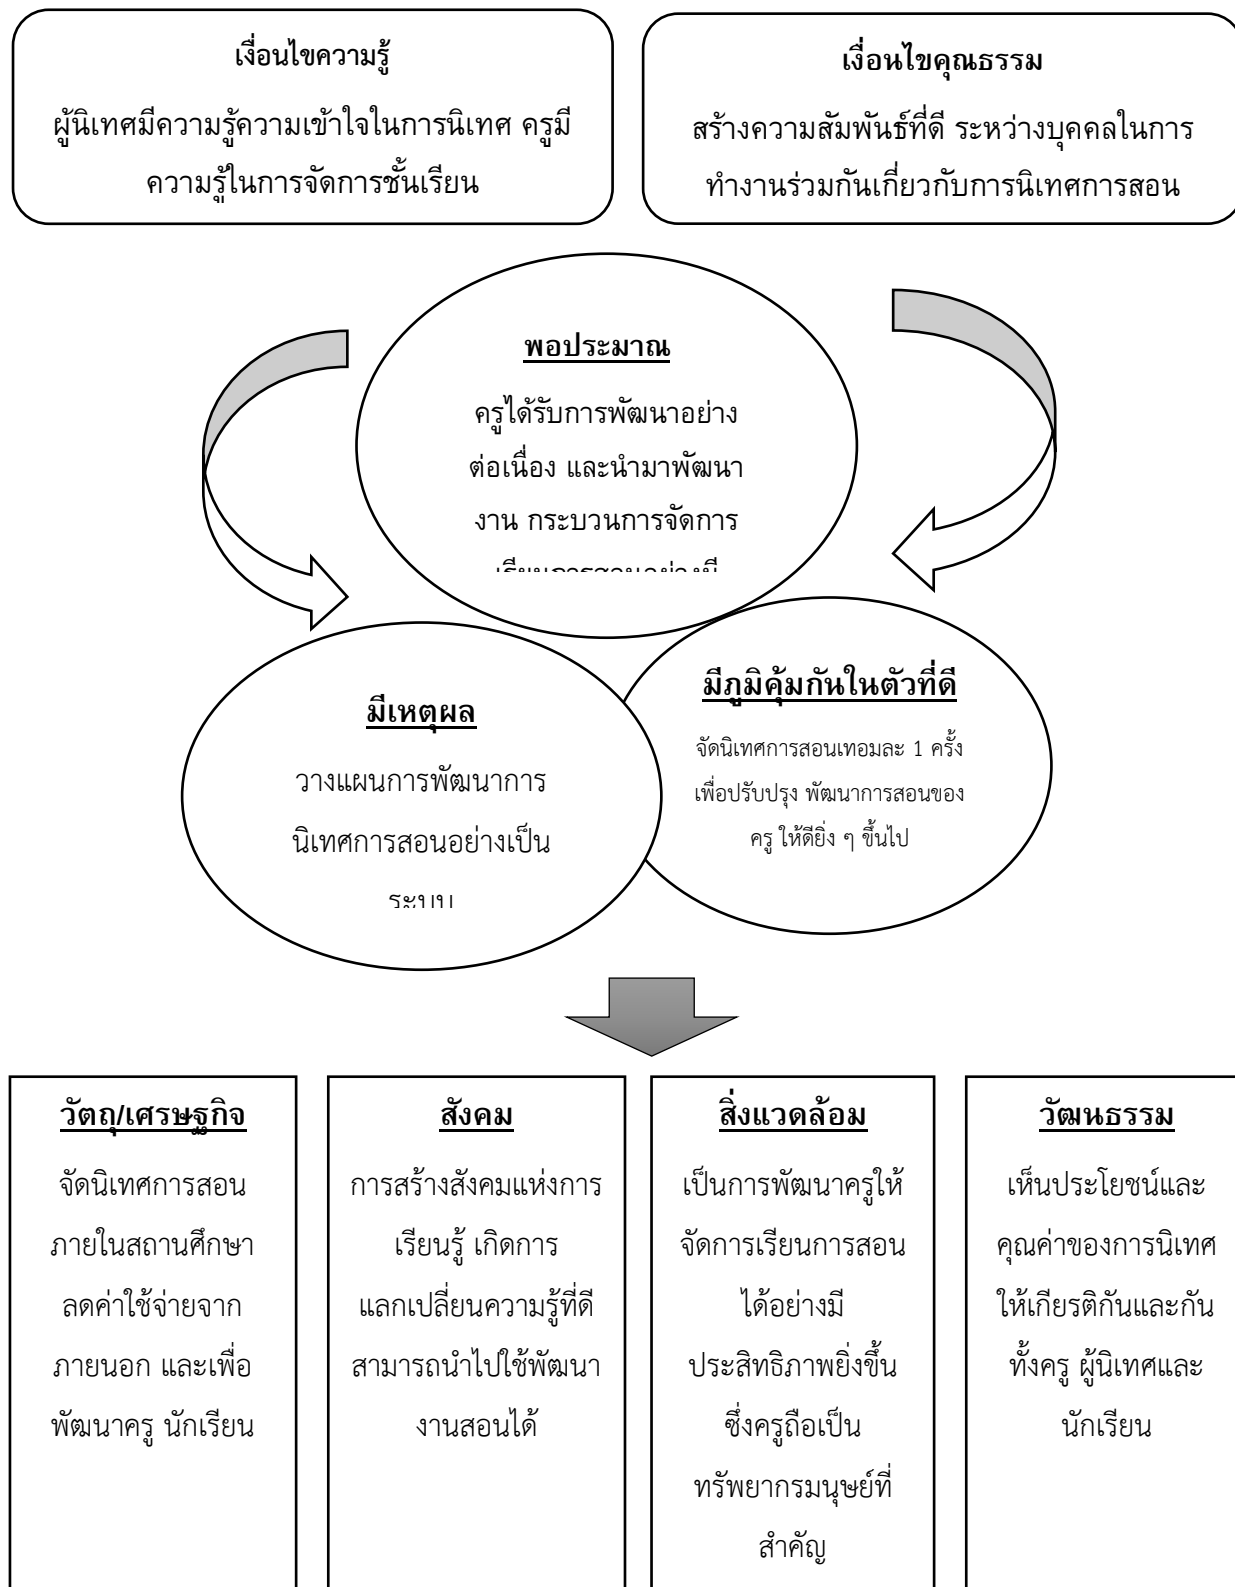 เงื่อนไขความรู้
ผู้นิเทศมีความรู้ความเข้าใจในการนิเทศ ครูมี
ความรู้ในการจัดการชั้นเรียน
เงื่อนไขคุณธรรม
สร้างความสัมพันธ์ที่ดี ระหว่างบุคคลในการ
ทำงานร่วมกันเกี่ยวกับการนิเทศการสอน
พอประมาณ
ครูได้รับการพัฒนาอย่าง
ต่อเนื่อง และนำมาพัฒนา
งาน กระบวนการจัดการ
เรียนการสอนอย่างมี
มีเหตุผล
วางแผนการพัฒนาการ
นิเทศการสอนอย่างเป็น
ระบบ
มีภูมิคุ้มกันในตัวที่ดี
จัดนิเทศการสอนเทอมละ 1 ครั้ง
เพื่อปรับปรุง พัฒนาการสอนของ
ครู ให้ดียิ่ง ๆ ขึ้นไป
วัตถุ/เศรษฐกิจ
จัดนิเทศการสอน
ภายในสถานศึกษา
ลดค่าใช้จ่ายจาก
ภายนอก และเพื่อ
พัฒนาครู นักเรียน
สังคม
การสร้างสังคมแห่งการ
เรียนรู้ เกิดการ
แลกเปลี่ยนความรู้ที่ดี
สามารถนำไปใช้พัฒนา
งานสอนได้
สิ่งแวดล้อม
เป็นการพัฒนาครูให้
จัดการเรียนการสอน
ได้อย่างมี
ประสิทธิภาพยิ่งขึ้น
ซึ่งครูถือเป็น
ทรัพยากรมนุษย์ที่
สำคัญ
วัฒนธรรม
เห็นประโยชน์และ
คุณค่าของการนิเทศ
ให้เกียรติกันและกัน
ทั้งครู ผู้นิเทศและ
นักเรียน